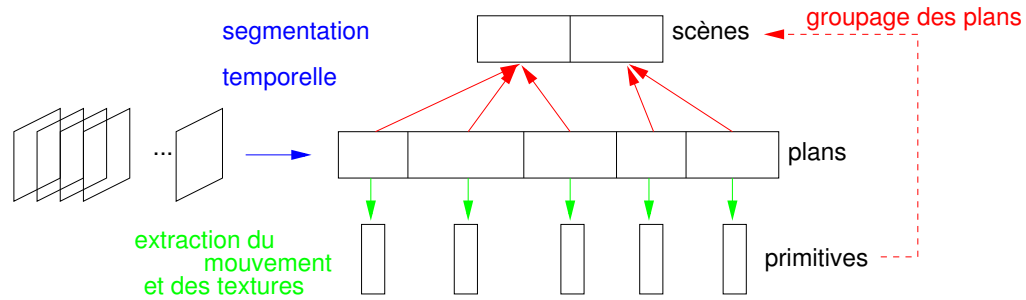 groupage des plans
segmentation
scènes
temporelle
...
plans
extraction du
mouvement
et des textures
primitives